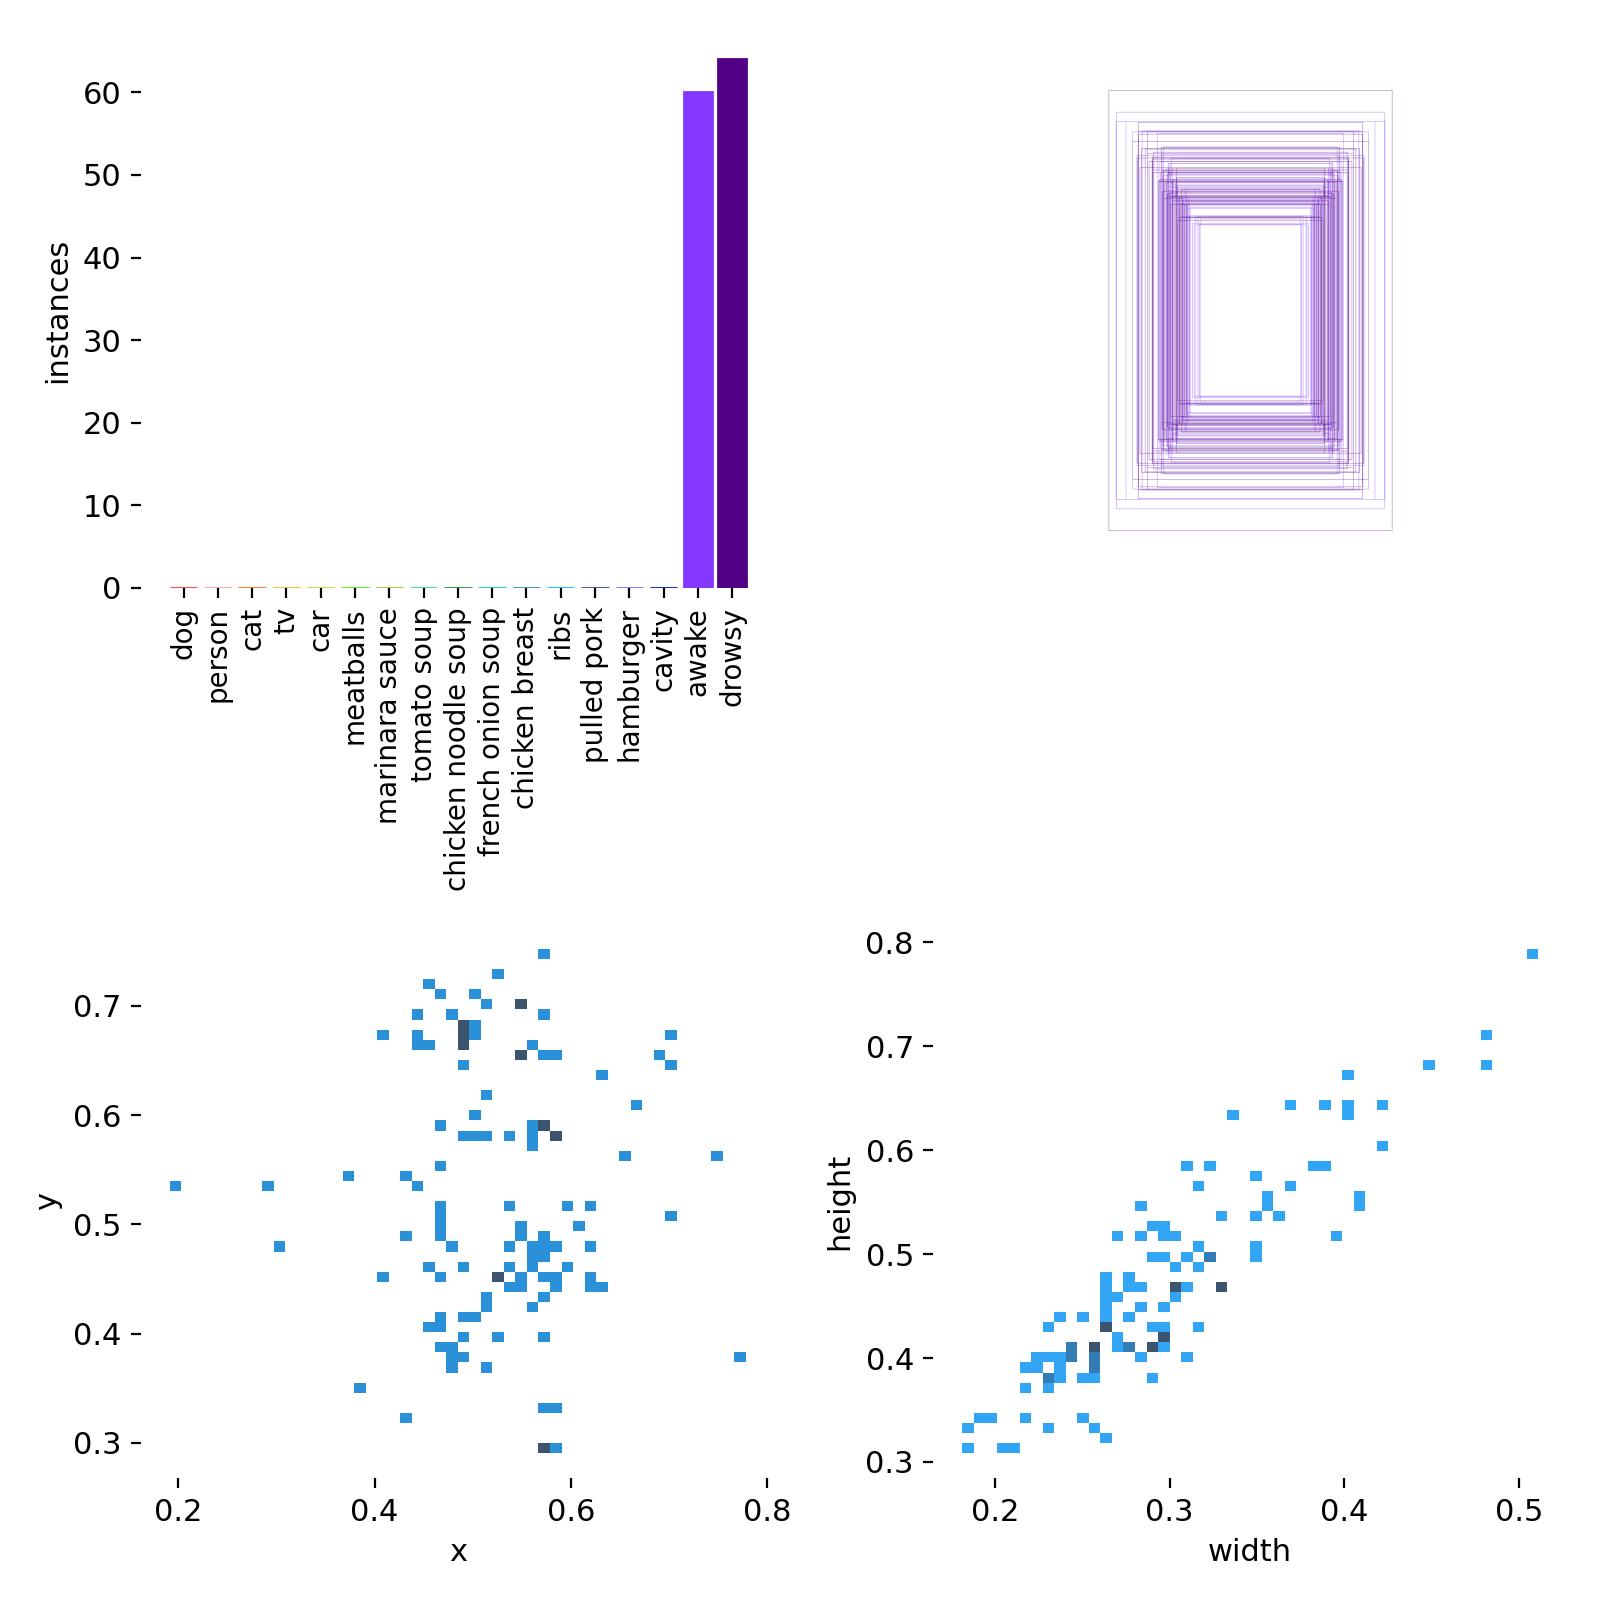 instances
60
50
40
30
20
10
0
dog
person
cat
tv
car
meatballs
marinara sauce
tomato soup
chicken noodle soup
french onion soup
chicken breast
ribs
pulled pork
hamburger
cavity
awake
drowsy
y
0.7
0.6
0.5
0.4
0.3
0.2
0.4
0.6
0.8
x
height
0.8
0.7
0.6
0.5
0.4
0.3
0.2
0.3
0.4
0.5
width